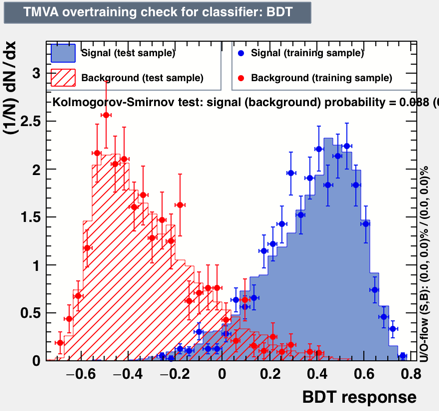 TMVA overtraining check for classifier: BDT
Signal (test sample)
Background (test sample)
Signal (training sample)
Background (training sample)
Kolmogorov-Smirnov test: signal (background) probability = 0.088 (0
(1/N) dN / dx
3
2.5
2
1.5
1
0.5
0
−0.6 −0.4 −0.2 0 0.2 0.4 0.6 0.8
BDT response
U/O-flow (S,B): (0.0, 0.0)% / (0.0, 0.0)%